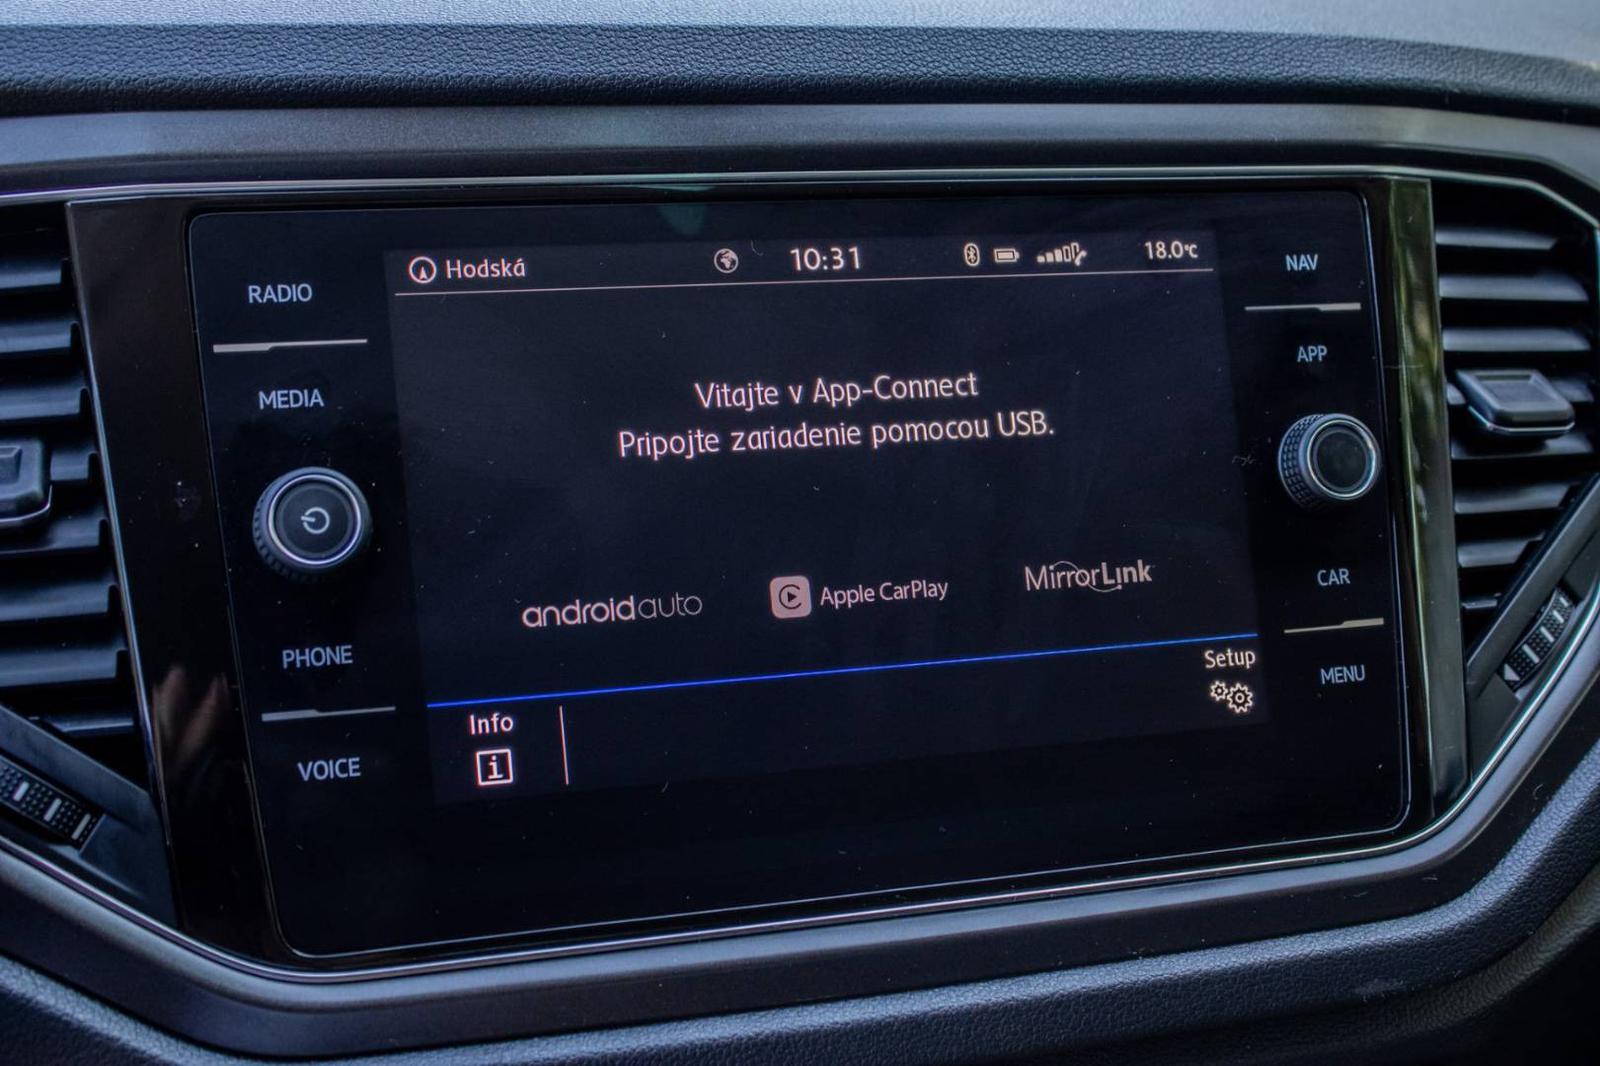 RADIO
MEDIA
PHONE
VOICE
Hodská
10:31
18.0°C
Vitajte v App-Connect
Pripojte zariadenie pomocou USB.
androidauto
Apple CarPlay
MirrorLink
Info
i
Setup
NAV
APP
CAR
MENU